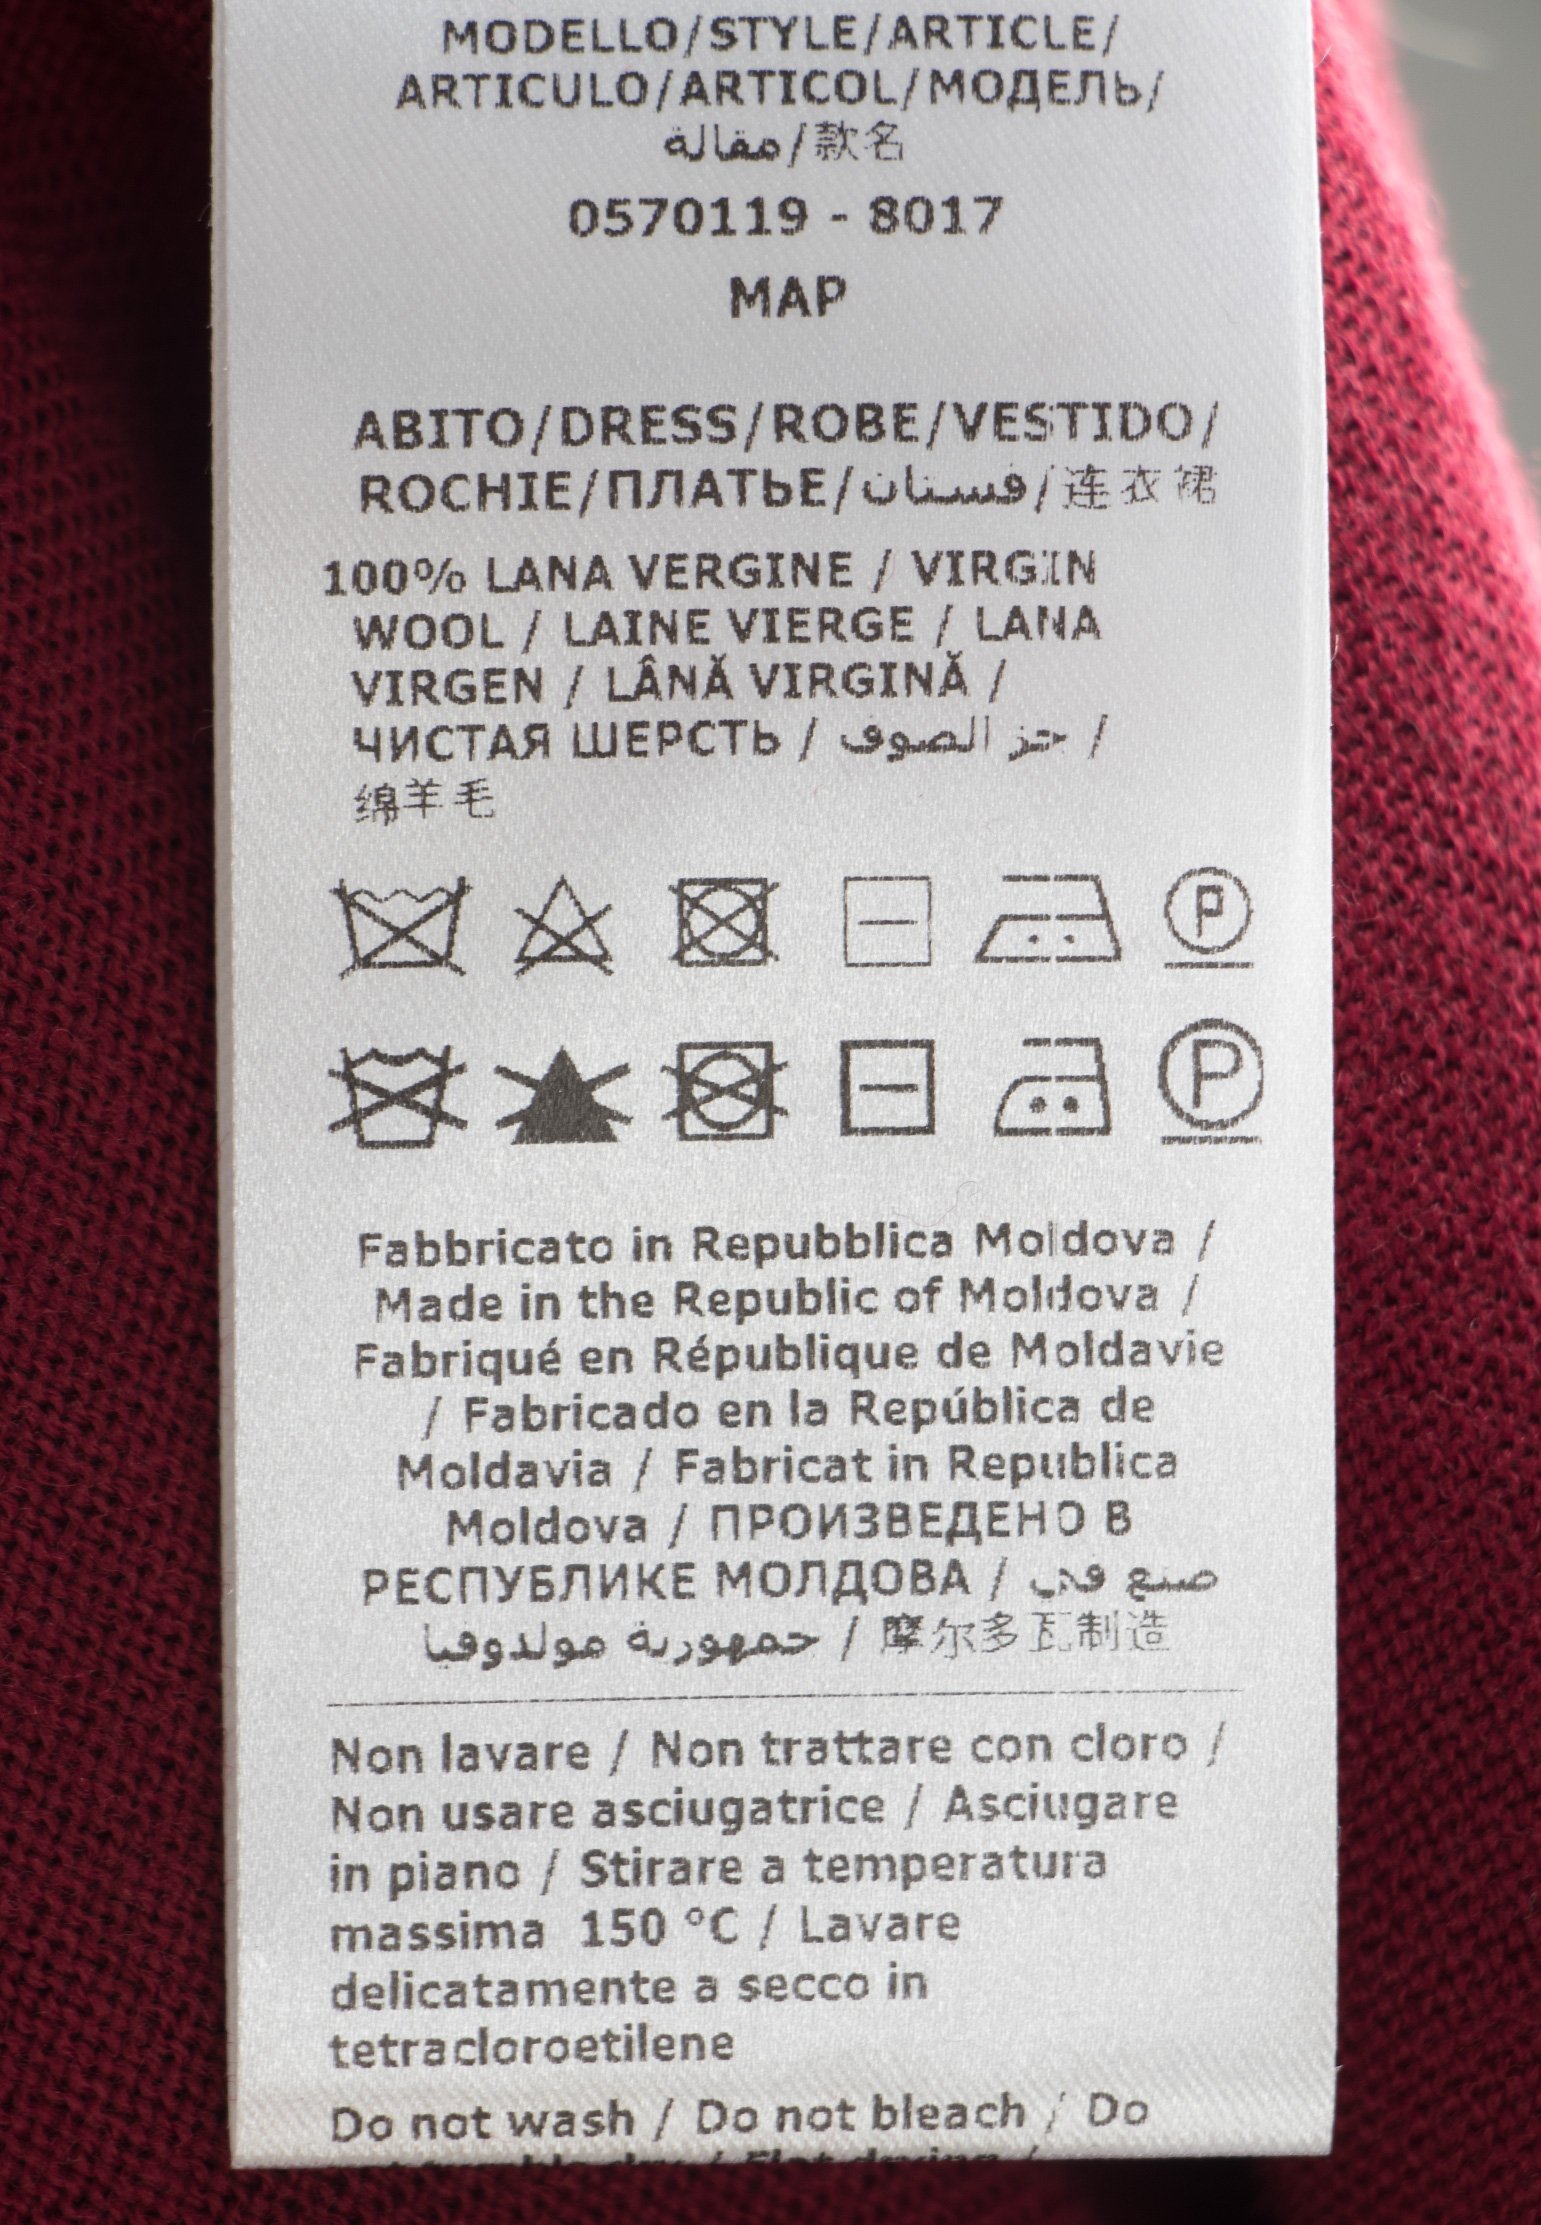 MODELLO/STYLE/ARTICLE/
ARTICULO/ARTICOL/МОДЕЛЬ/
مقالة/款名
0570119 - 8017
MAP
ABITO/DRESS/ROBE/VESTIDO/
ROCHIE/ПЛАТЬЕ/فستان/连衣裙
100% LANA VERGINE / VIRGIN
WOOL / LAINE VIERGE / LANA
VIRGEN / LÂNĂ VIRGINĂ /
ЧИСТАЯ ШЕРСТЬ / جز الصوف /
绵羊毛
P
P
Fabbricato in Repubblica Moldova /
Made in the Republic of Moldova /
Fabriqué en République de Moldavie
/ Fabricado en la República de
Moldavia / Fabricat in Republica
Moldova / ПРОИЗВЕДЕНО В
РЕСПУБЛИКЕ МОЛДОВА / صنع في
جمهورية مولدوفيا / 摩尔多瓦制造
Non lavare / Non trattare con cloro /
Non usare asciugatrice / Asciugare
in piano / Stirare a temperatura
massima 150 °C / Lavare
delicatamente a secco in
tetracloroetilene
Do not wash / Do not bleach / Do